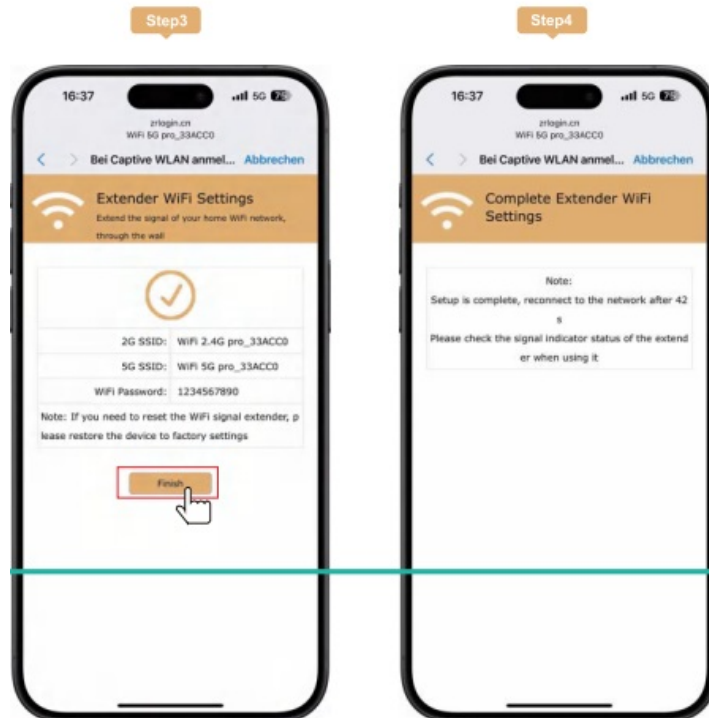 Step3
16:37
5G 72
zrlogin.cn
WiFi 5G pro_33ACC0
< > Bei Captive WLAN anmel... Abbrechen
Extender WiFi Settings
Extend the signal of your home WiFi network,
through the wall
2G SSID: WiFi 2.4G pro_33ACC0
5G SSID: WiFi 5G pro_33ACC0
WiFi Password: 1234567890
Note: If you need to reset the WiFi signal extender, p
lease restore the device to factory settings
Finish
Step4
16:37
5G 72
zrlogin.cn
WiFi 5G pro_33ACC0
< > Bei Captive WLAN anmel... Abbrechen
Complete Extender WiFi
Settings
Note:
Setup is complete, reconnect to the network after 42
s
Please check the signal indicator status of the extend
er when using it